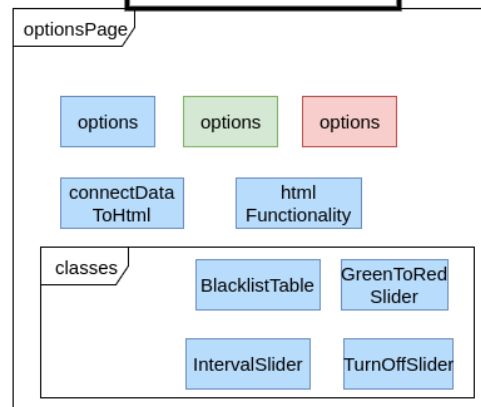 optionsPage
options
options
options
connectData
ToHtml
html
Functionality
classes
BlacklistTable
GreenToRed
Slider
IntervalSlider
TurnOffSlider